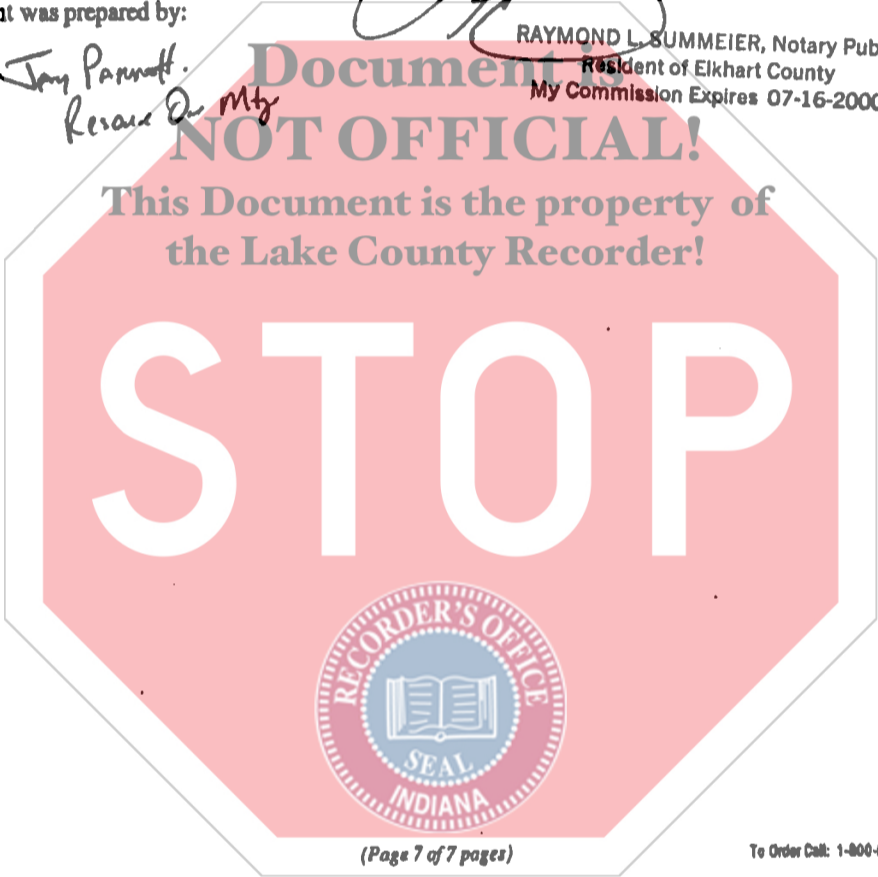 t was prepared by:
RAYMOND L. SUMMEIER, Notary Pub
Resident of Elkhart County
My Commission Expires 07-16-2000
Mtg
Document is
NOT OFFICIAL!
This Document is the property of
the Lake County Recorder!
STOP
RECORDER'S OFFICE
SEAL
INDIANA
(Page 7 of 7 pages)
To Order Call: 1-800-